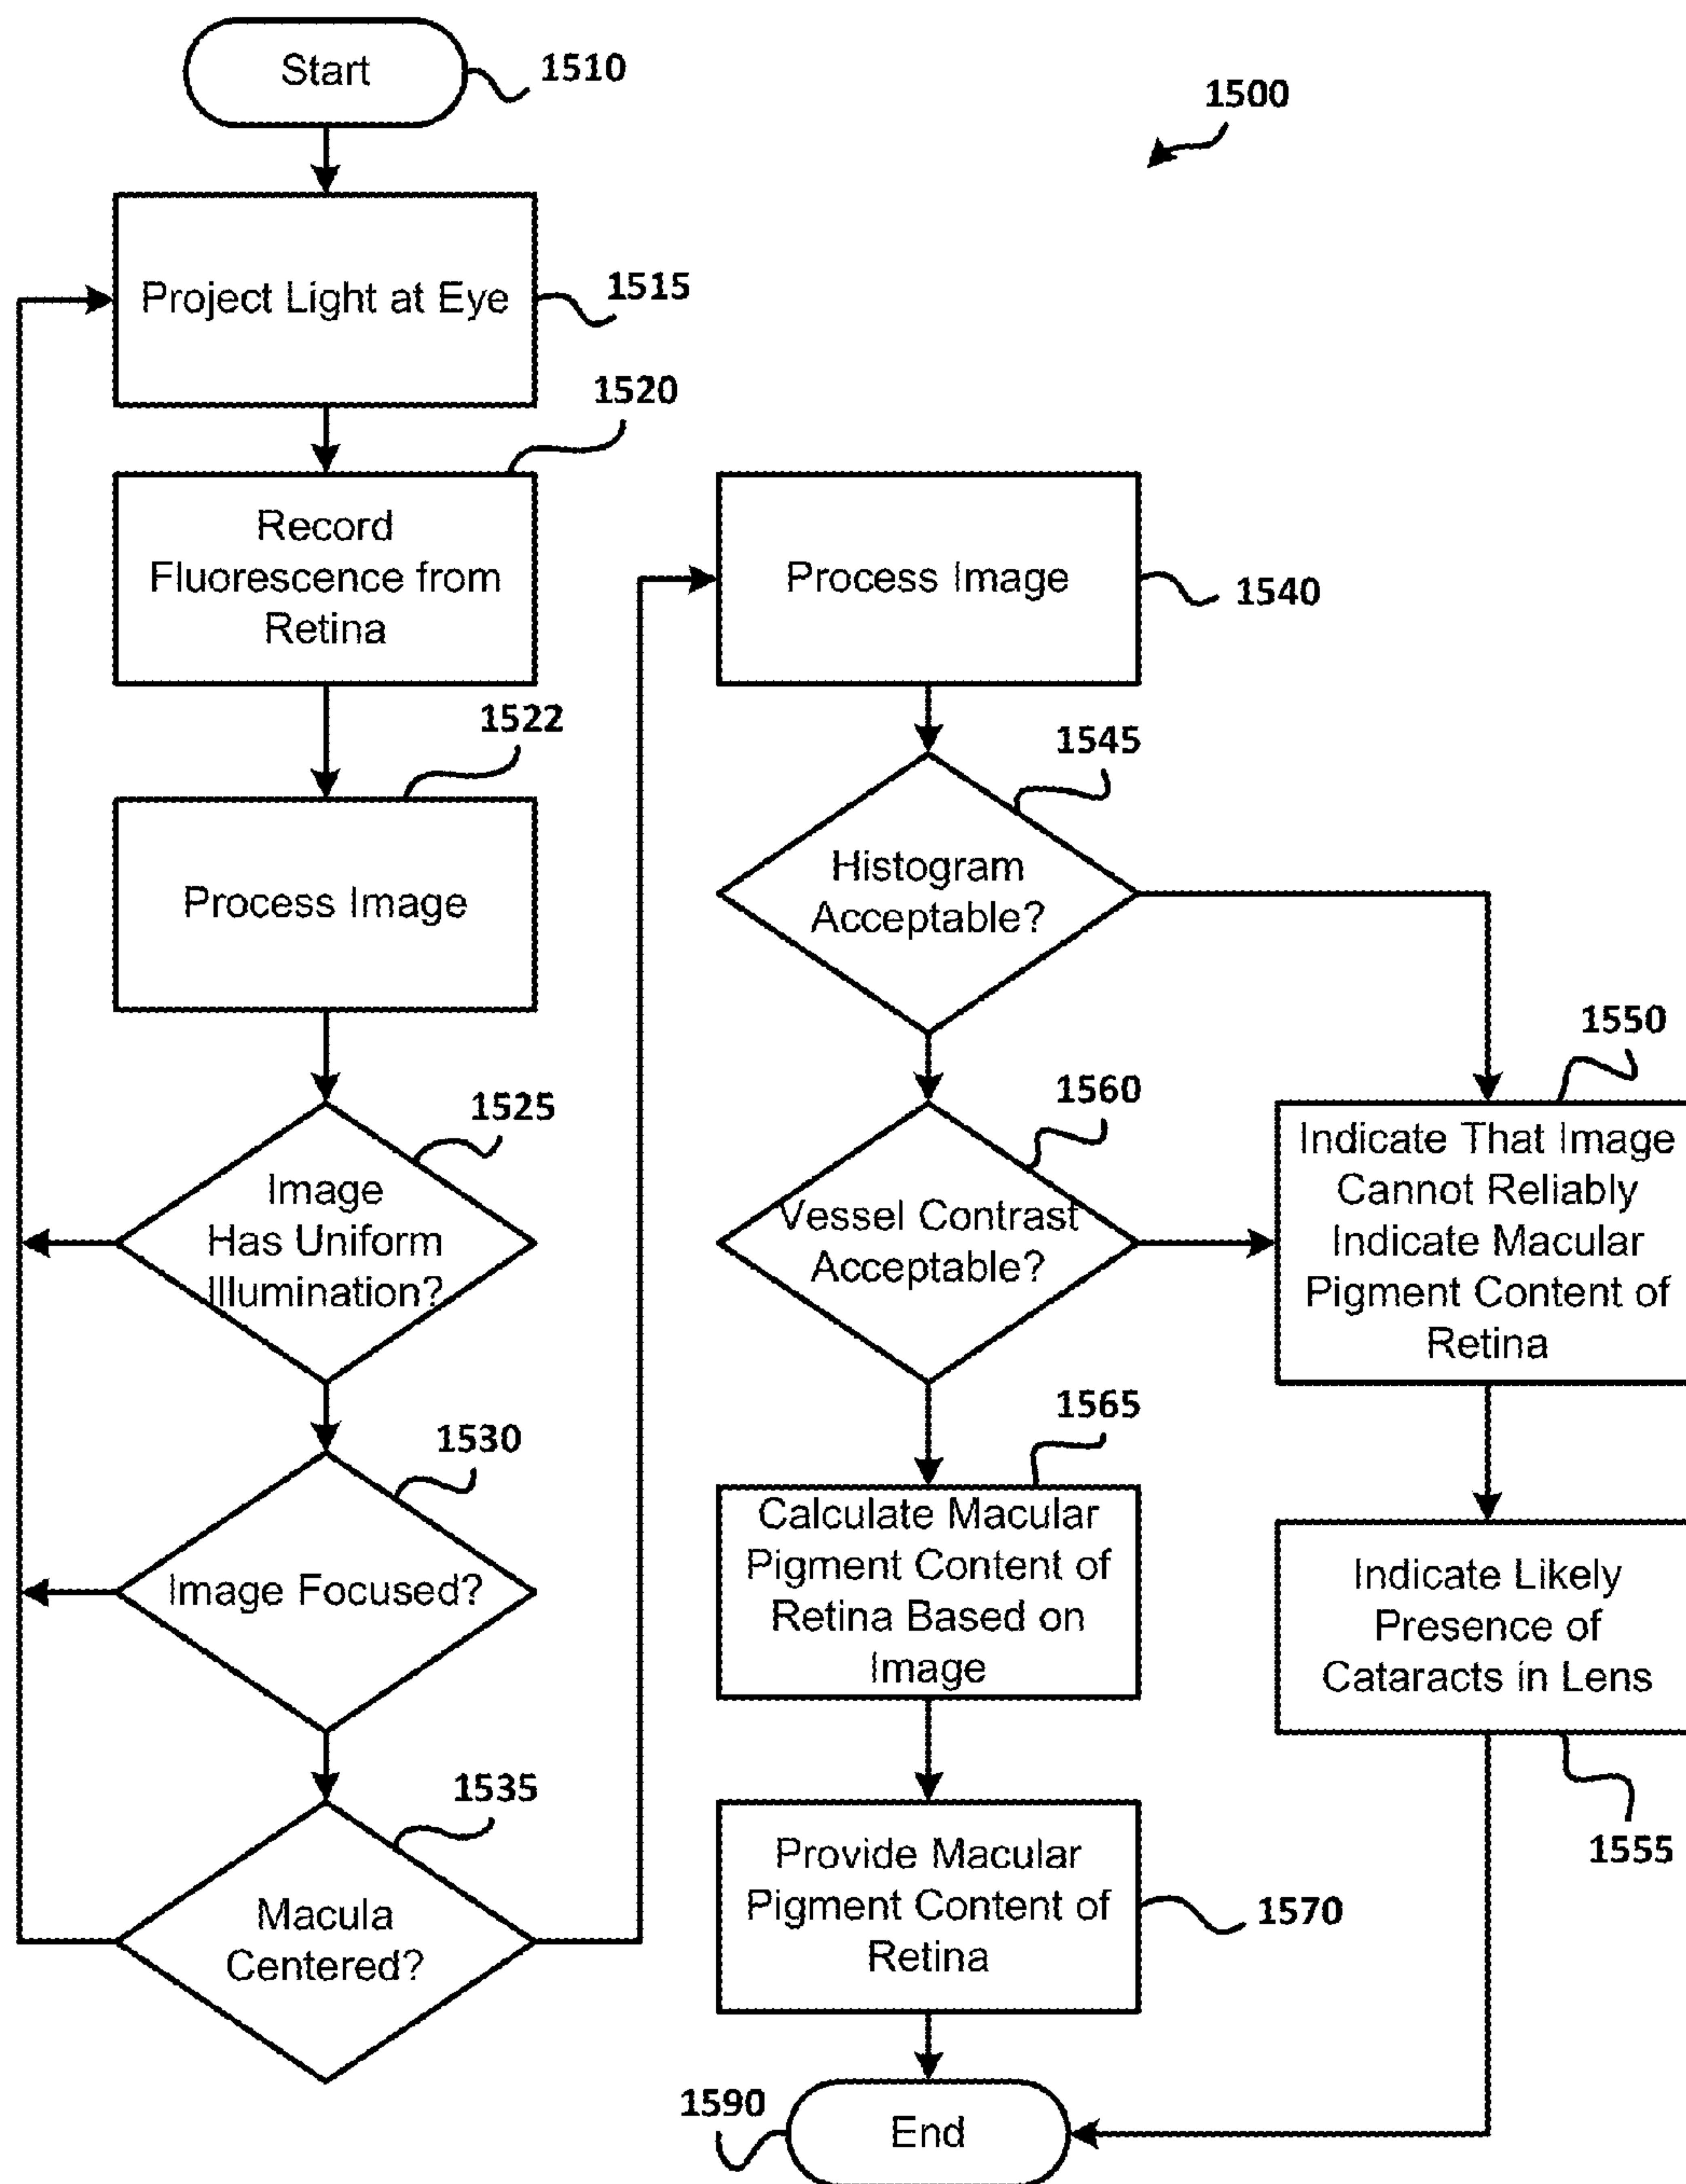 Start
1510
1500
Project Light at Eye
1515
1520
Record
Fluorescence from
Retina
1522
Process Image
1525
Image
Has Uniform
Illumination?
1530
Image Focused?
1535
Macula
Centered?
Process Image
1540
1545
Histogram
Acceptable?
1550
Indicate That Image
Cannot Reliably
Indicate Macular
Pigment Content of
Retina
1560
Vessel Contrast
Acceptable?
1565
Calculate Macular
Pigment Content of
Retina Based on
Image
Indicate Likely
Presence of
Cataracts in Lens
1555
Provide Macular
Pigment Content of
Retina
1570
1590
End